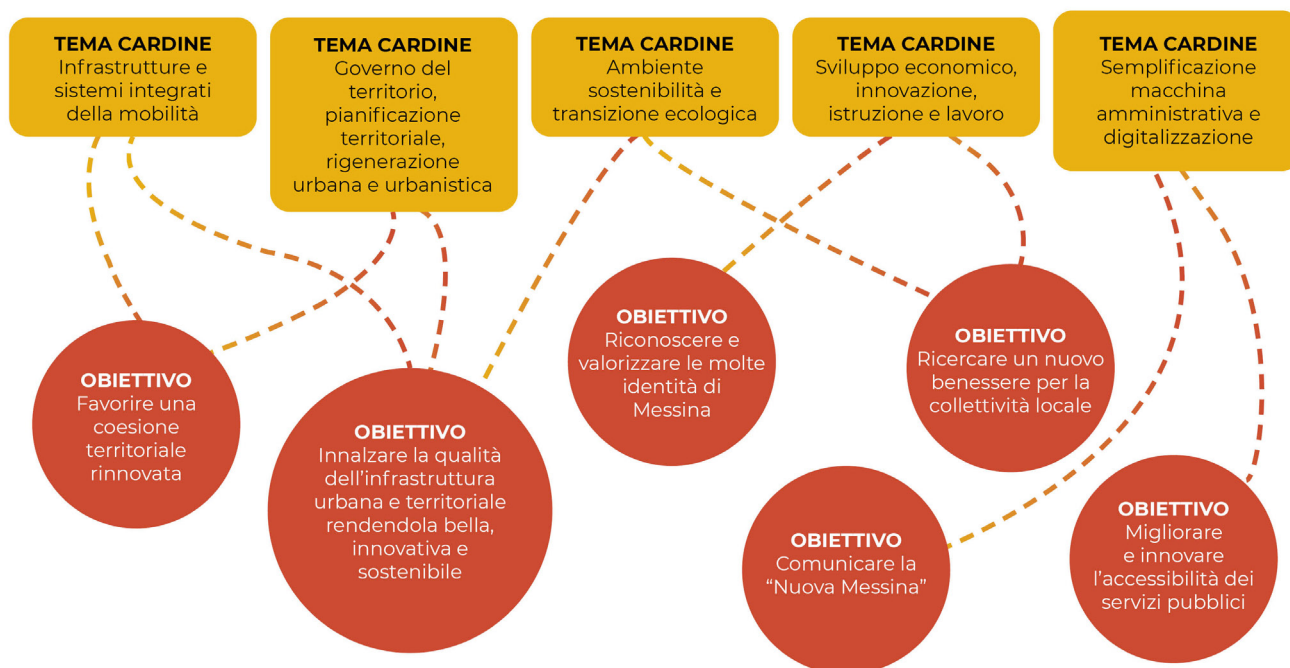 TEMA CARDINE
Infrastrutture e
sistemi integrati
della mobilità
TEMA CARDINE
Governo del
territorio,
pianificazione
territoriale,
rigenerazione
urbana e urbanistica
TEMA CARDINE
Ambiente
sostenibilità e
transizione ecologica
TEMA CARDINE
Sviluppo economico,
innovazione,
istruzione e lavoro
TEMA CARDINE
Semplificazione
macchina
amministrativa e
digitalizzazione
OBIETTIVO
Favorire una
coesione
territoriale
rinnovata
OBIETTIVO
Innalzare la qualità
dell’infrastruttura
urbana e territoriale
rendendola bella,
innovativa e
sostenibile
OBIETTIVO
Riconoscere e
valorizzare le molte
identità di
Messina
OBIETTIVO
Ricercare un nuovo
benessere per la
collettività locale
OBIETTIVO
Comunicare la
“Nuova Messina”
OBIETTIVO
Migliorare
e innovare
l’accessibilità dei
servizi pubblici